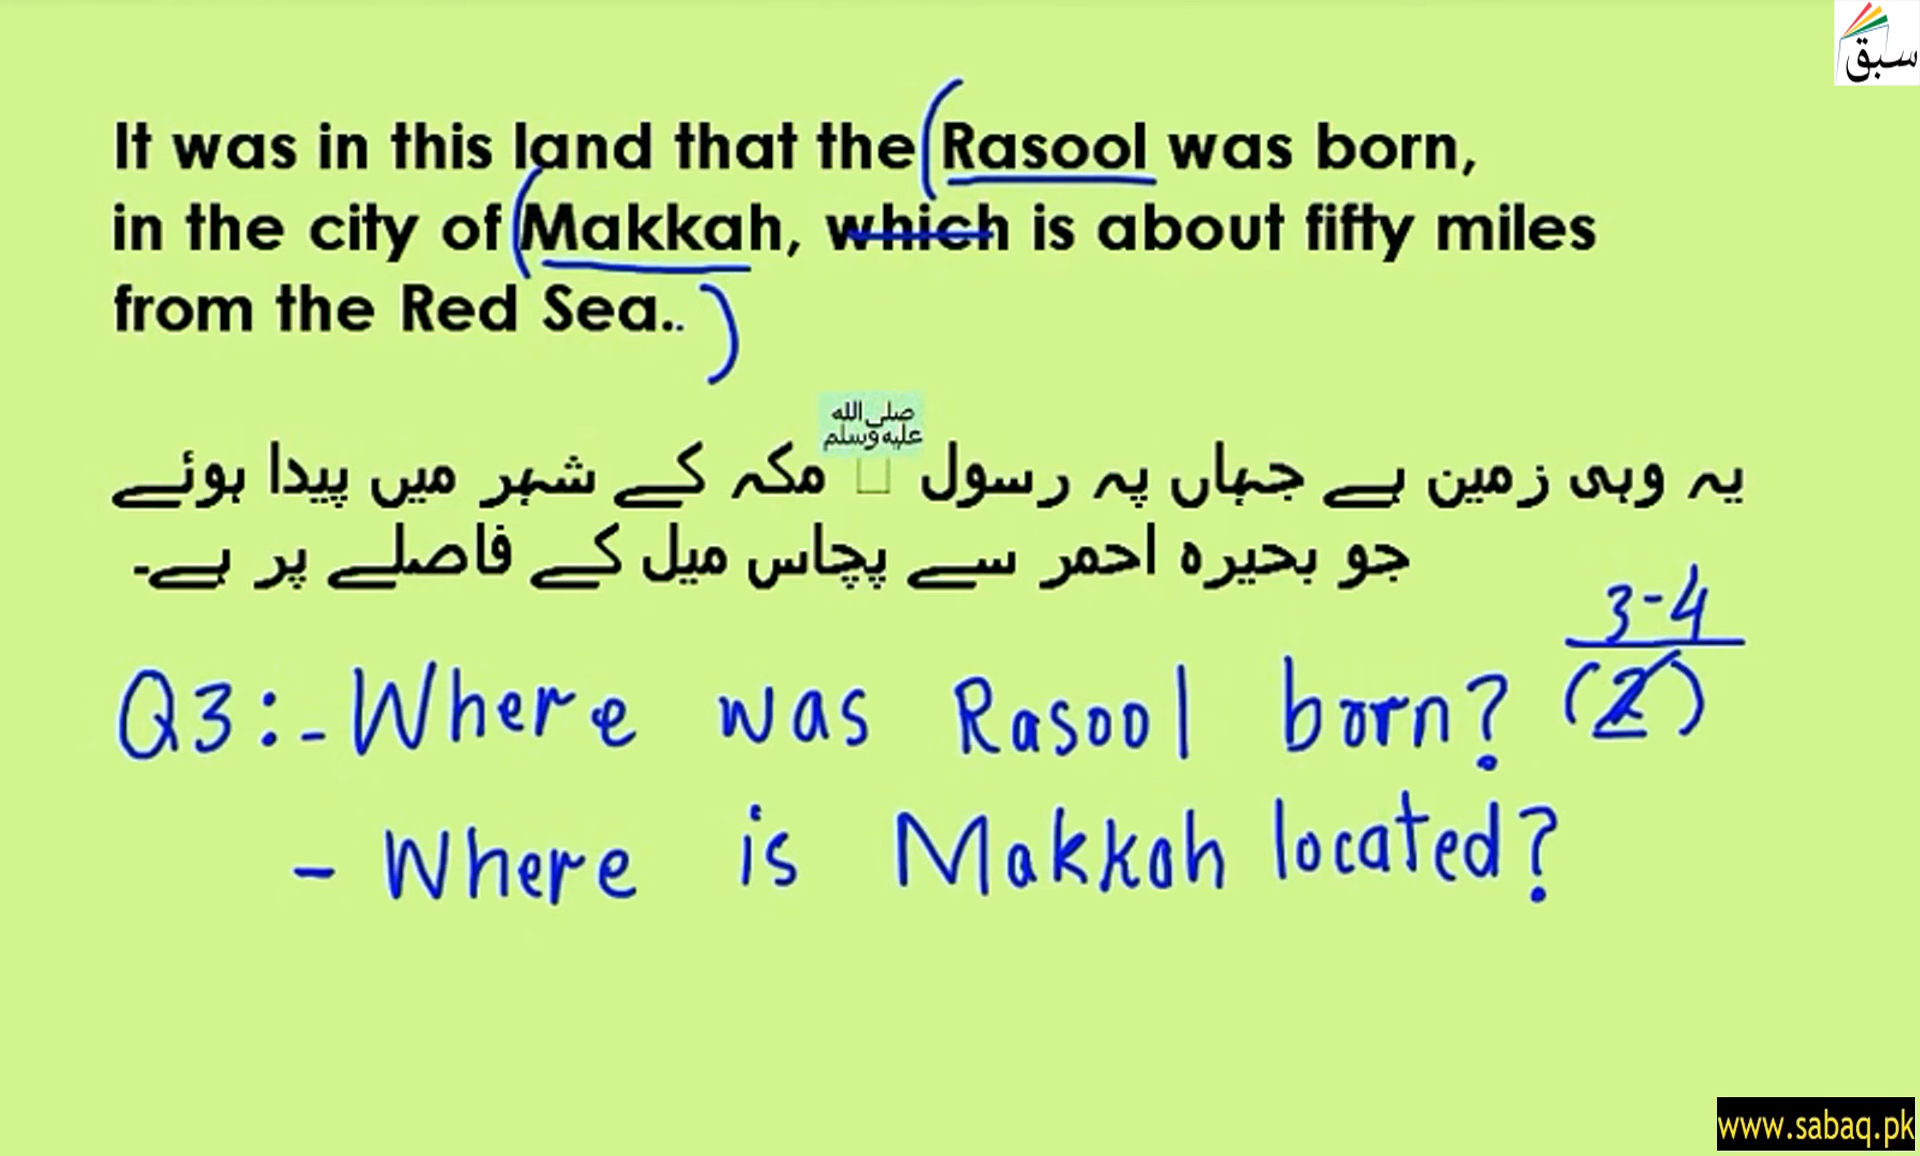 سبق
It was in this land that the (Rasool was born,
in the city of (Makkah, which is about fifty miles
from the Red Sea.. )
صلى الله
عليه وسلم
یہ وہی زمین ہے جہاں پہ رسول مکہ کے شہر میں پیدا ہوئے
جو بحیرہ احمر سے پچاس میل کے فاصلے پر ہے۔
3-4
Q3:- Where was Rasool born? (2)
- Where is Makkah located?
www.sabaq.pk